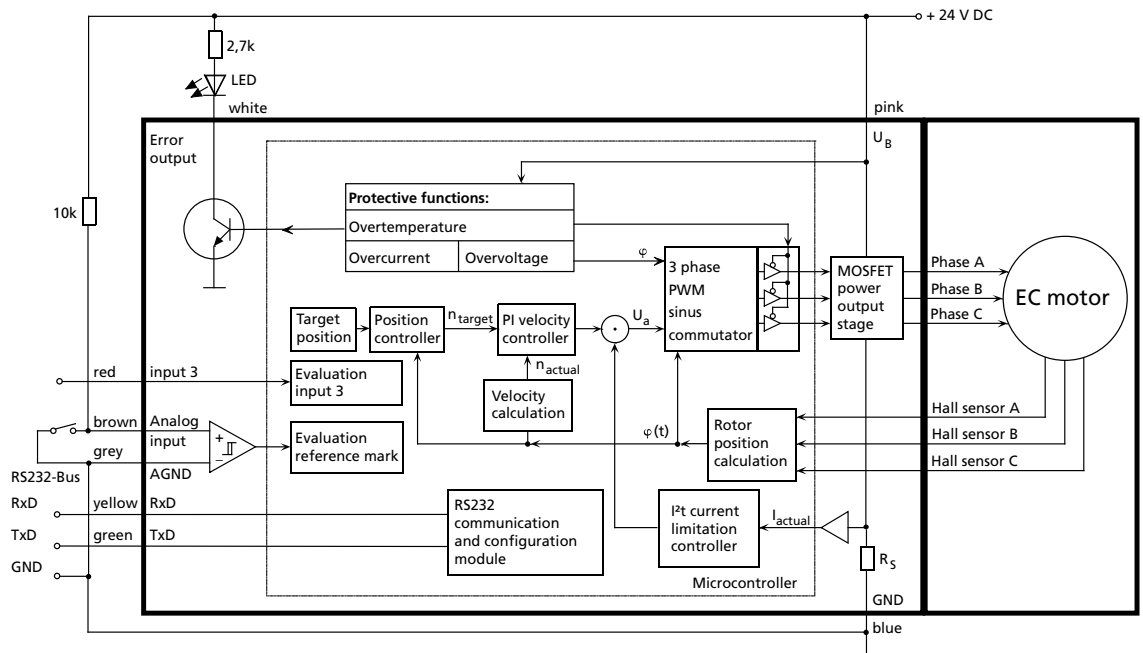 + 24 V DC
2,7k
LED
white
pink
Error
output
U_B
10k
Protective functions:
Overtemperature
Overcurrent
Overvoltage
φ
3 phase
PWM
sinus
commutator
MOSFET
power
output
stage
Phase A
Phase B
Phase C
EC motor
Target
position
Position
controller
n_target
PI velocity
controller
U_a
n_actual
red
input 3
Evaluation
input 3
Velocity
calculation
brown
Analog
input
+
−
grey
AGND
Evaluation
reference mark
φ(t)
Rotor
position
calculation
Hall sensor A
Hall sensor B
Hall sensor C
RS232-Bus
RxD
yellow
RxD
TxD
green
TxD
GND
RS232
communication
and configuration
module
I²t current
limitation
controller
I_actual
R_S
Microcontroller
GND
blue